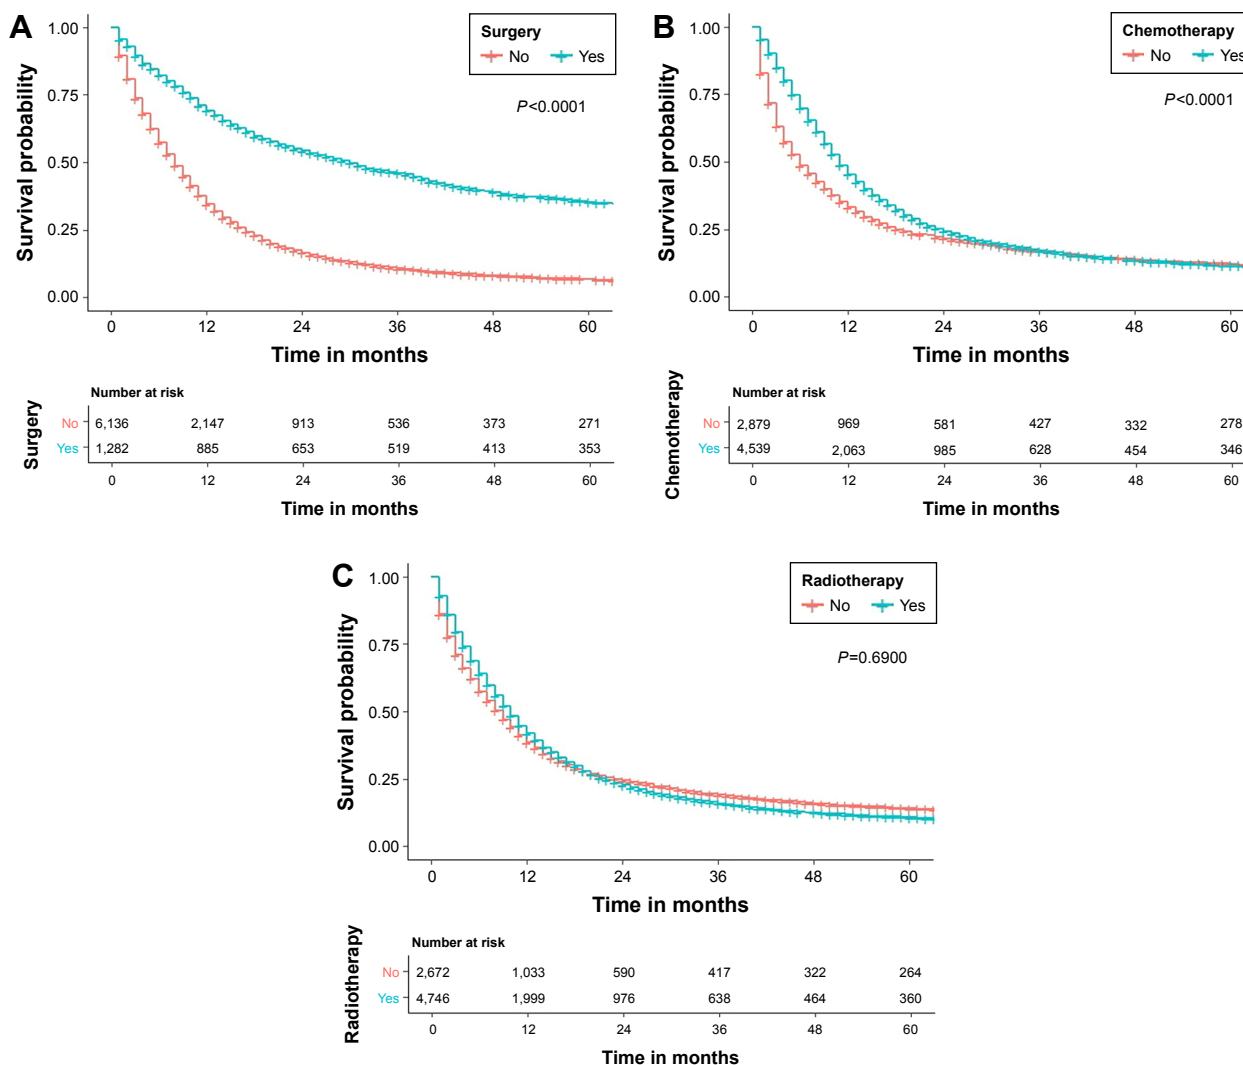 A
Surgery
No Yes
P<0.0001
Survival probability
1.00
0.75
0.50
0.25
0.00
0 12 24 36 48 60
Time in months
Number at risk
Surgery
No 6,136 2,147 913 536 373 271
Yes 1,282 885 653 519 413 353
0 12 24 36 48 60
Time in months
B
Chemotherapy
No Yes
P<0.0001
Survival probability
1.00
0.75
0.50
0.25
0.00
0 12 24 36 48 60
Time in months
Number at risk
Chemotherapy
No 2,879 969 581 427 332 278
Yes 4,539 2,063 985 628 454 346
0 12 24 36 48 60
Time in months
C
Radiotherapy
No Yes
P=0.6900
Survival probability
1.00
0.75
0.50
0.25
0.00
0 12 24 36 48 60
Time in months
Number at risk
Radiotherapy
No 2,672 1,033 590 417 322 264
Yes 4,746 1,999 976 638 464 360
0 12 24 36 48 60
Time in months